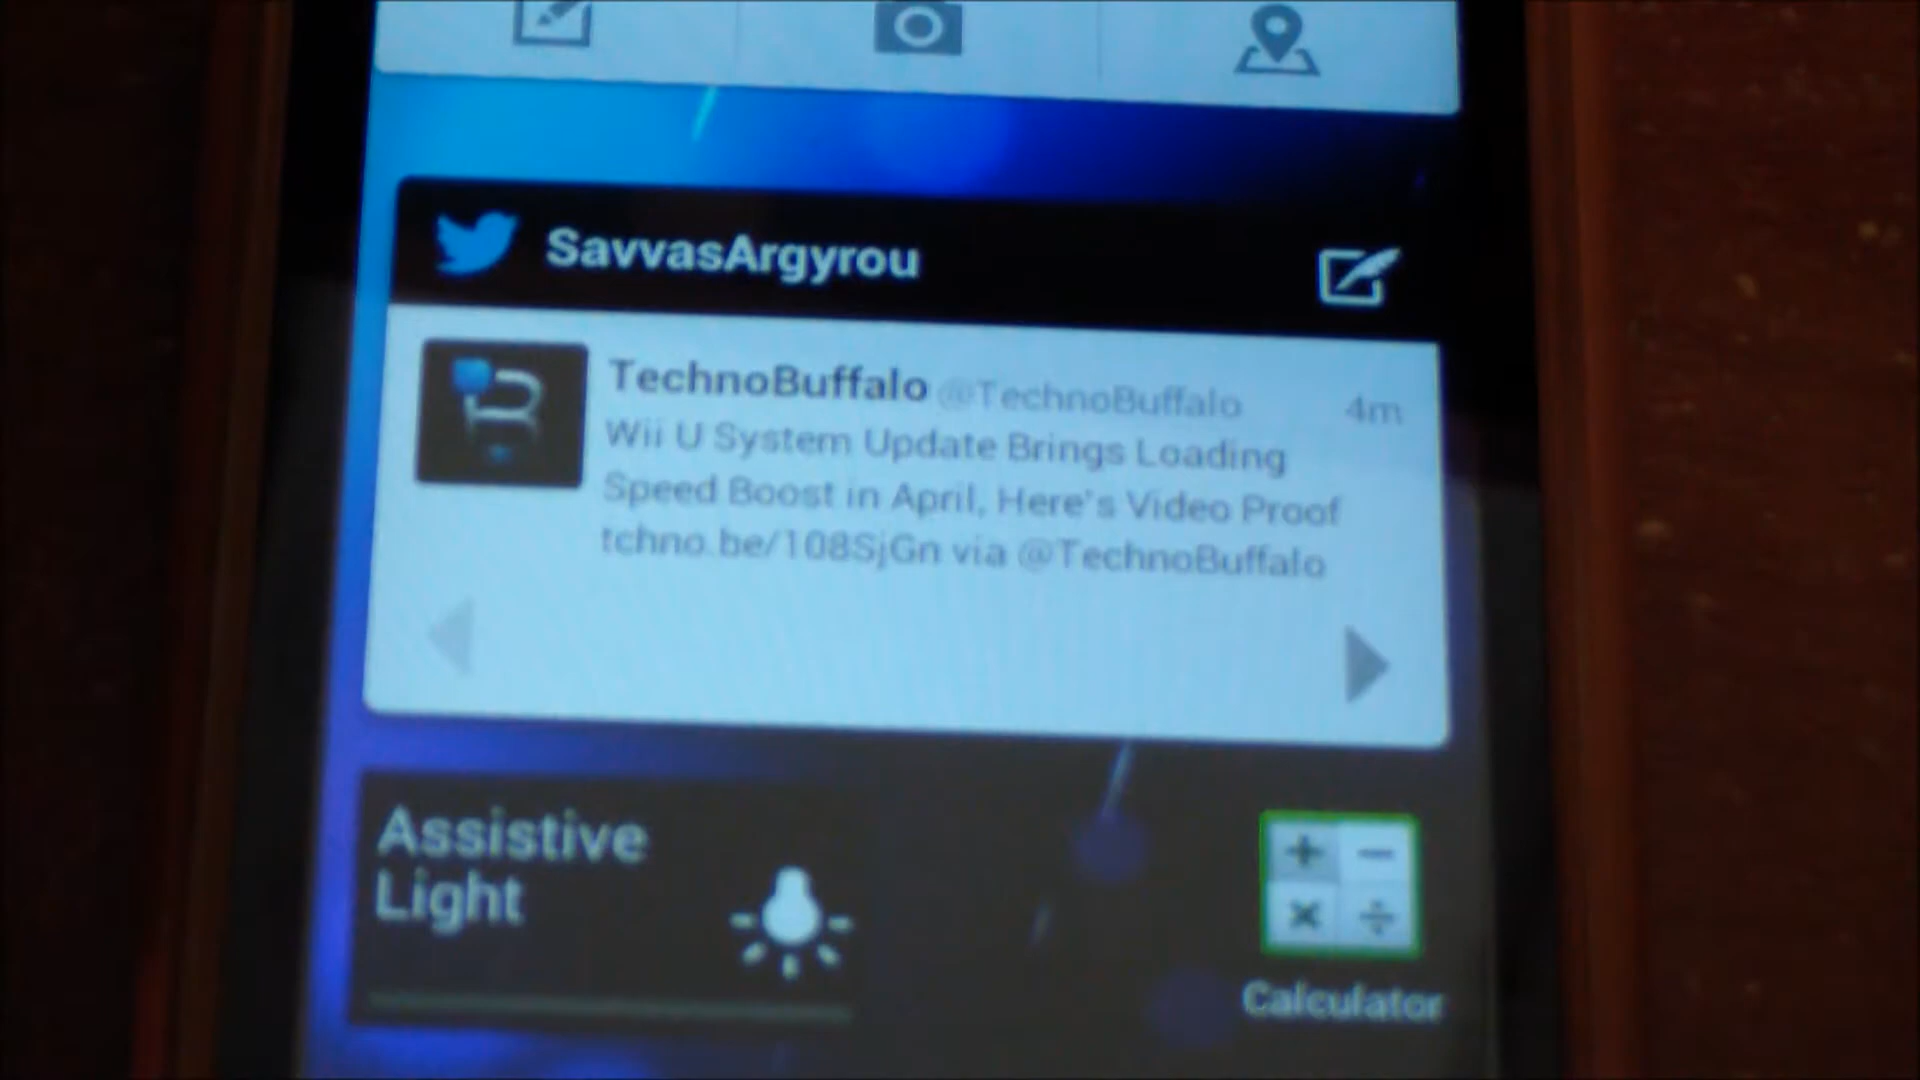 SavvasArgyrou
TechnoBuffalo @TechnoBuffalo 4m
Wii U System Update Brings Loading
Speed Boost in April, Here's Video Proof
tchno.be/108SjGn via @TechnoBuffalo
Assistive
Light
Calculator